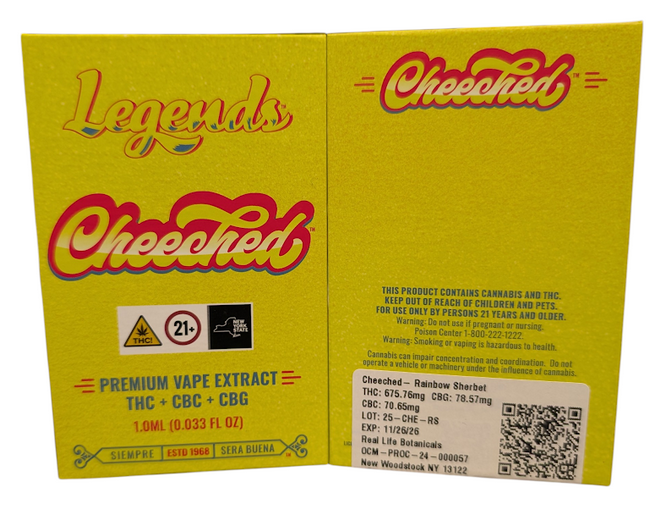 Legends
Cheeched™
THC!
21+
NEW
YORK
STATE
PREMIUM VAPE EXTRACT
THC + CBC + CBG
1.0ML (0.033 FL OZ)
SIEMPRE | ESTD 1968 | SERA BUENA
Cheeched™
THIS PRODUCT CONTAINS CANNABIS AND THC.
KEEP OUT OF REACH OF CHILDREN AND PETS.
FOR USE ONLY BY PERSONS 21 YEARS AND OLDER.
Warning: Do not use if pregnant or nursing.
Poison Center 1-800-222-1222.
Warning: Smoking or vaping is hazardous to health.
Cannabis can impair concentration and coordination. Do not
operate a vehicle or machinery under the influence of cannabis.
Cheeched – Rainbow Sherbet
THC: 675.76mg CBG: 78.57mg
CBC: 70.65mg
LOT: 25-CHE-RS
EXP: 11/26/26
Real Life Botanicals
OCM-PROC-24-000057
New Woodstock NY 13122